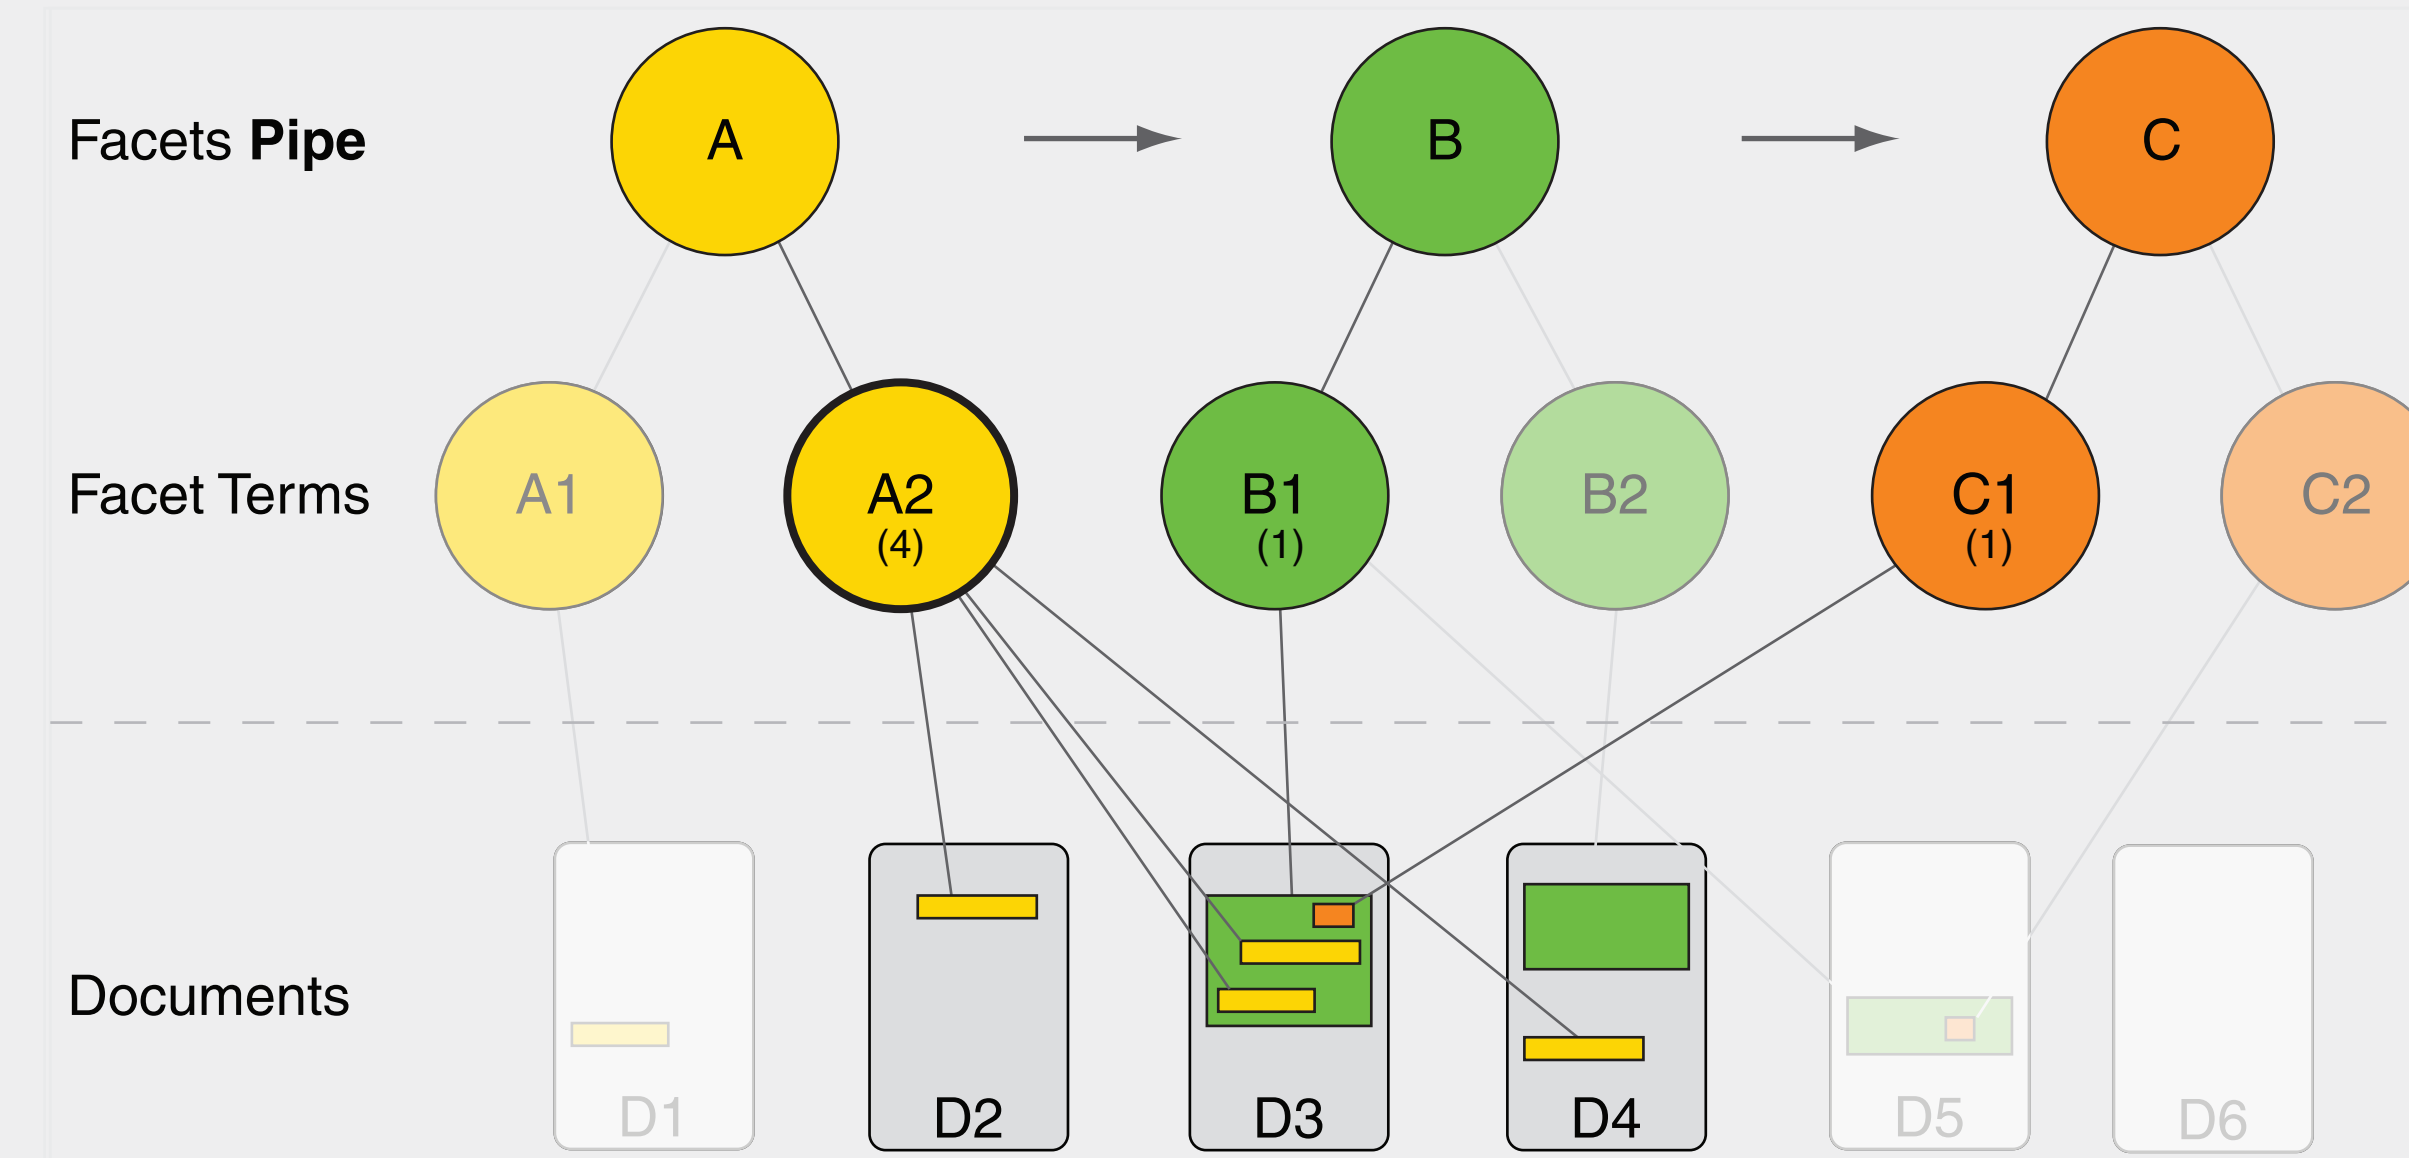 Facets Pipe
A
B
C
Facet Terms
A1
A2
(4)
B1
(1)
B2
C1
(1)
C2
Documents
D1
D2
D3
D4
D5
D6